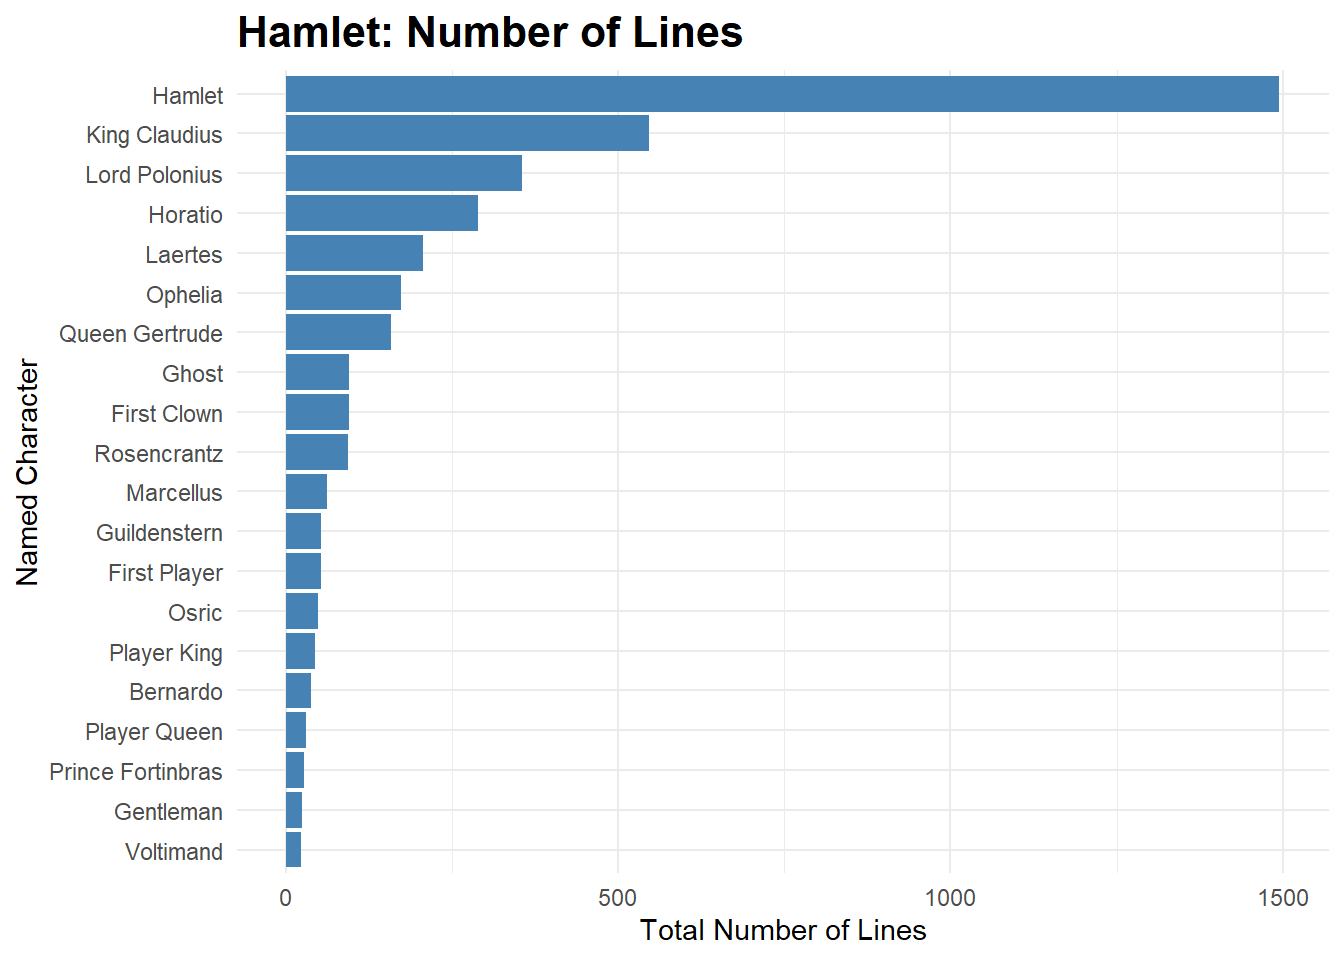 Hamlet: Number of Lines
Hamlet
King Claudius
Lord Polonius
Horatio
Laertes
Ophelia
Queen Gertrude
Ghost
First Clown
Rosencrantz
Marcellus
Guildenstern
First Player
Osric
Player King
Bernardo
Player Queen
Prince Fortinbras
Gentleman
Voltimand
Named Character
0 500 1000 1500
Total Number of Lines